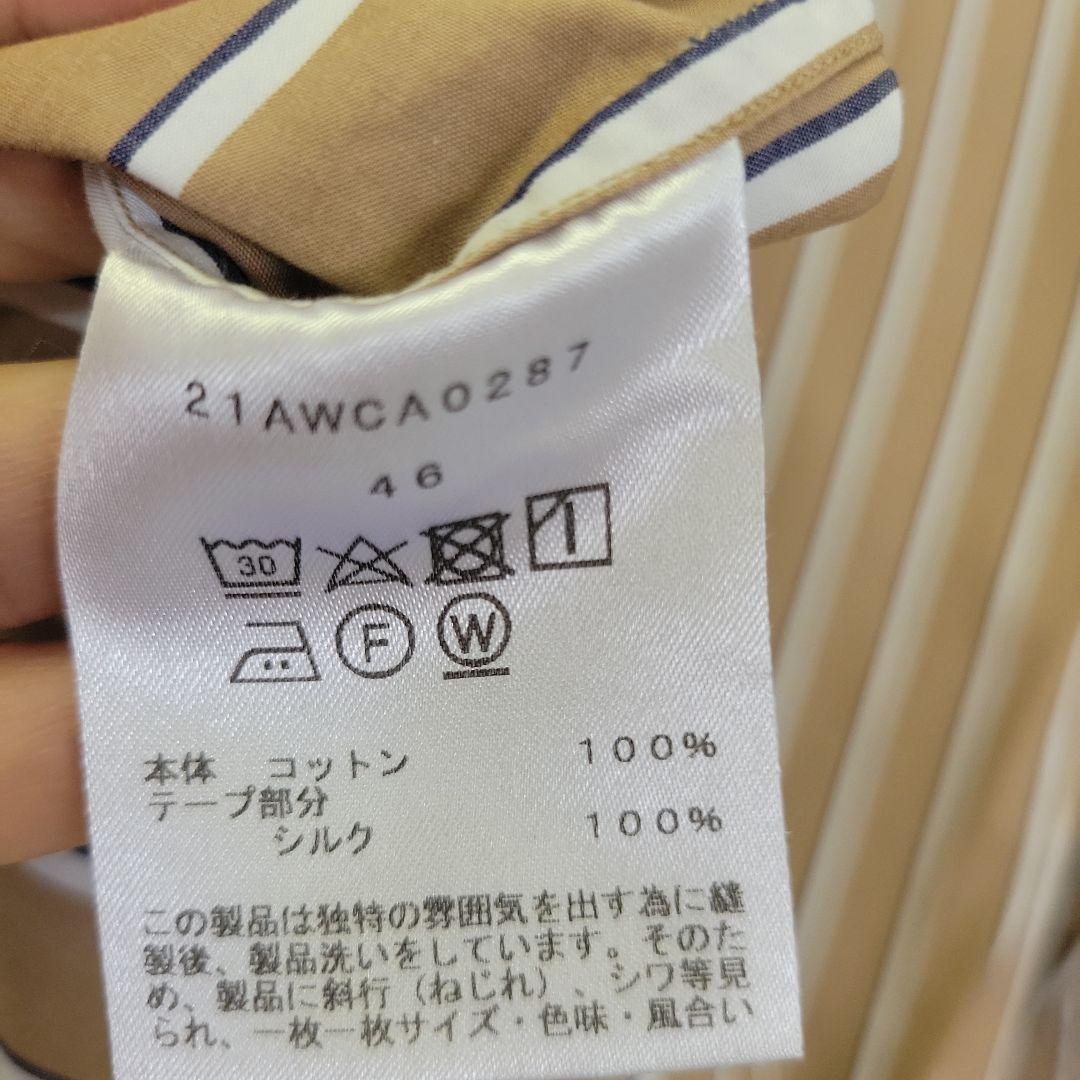 21AWCA0287
46
30
F W
本体 コットン 100%
テープ部分
シルク 100%
この製品は独特の雰囲気を出す為に縫
製後、製品洗いをしています。そのた
め、製品に斜行（ねじれ）、シワ等見
られ、一枚一枚サイズ・色味・風合い